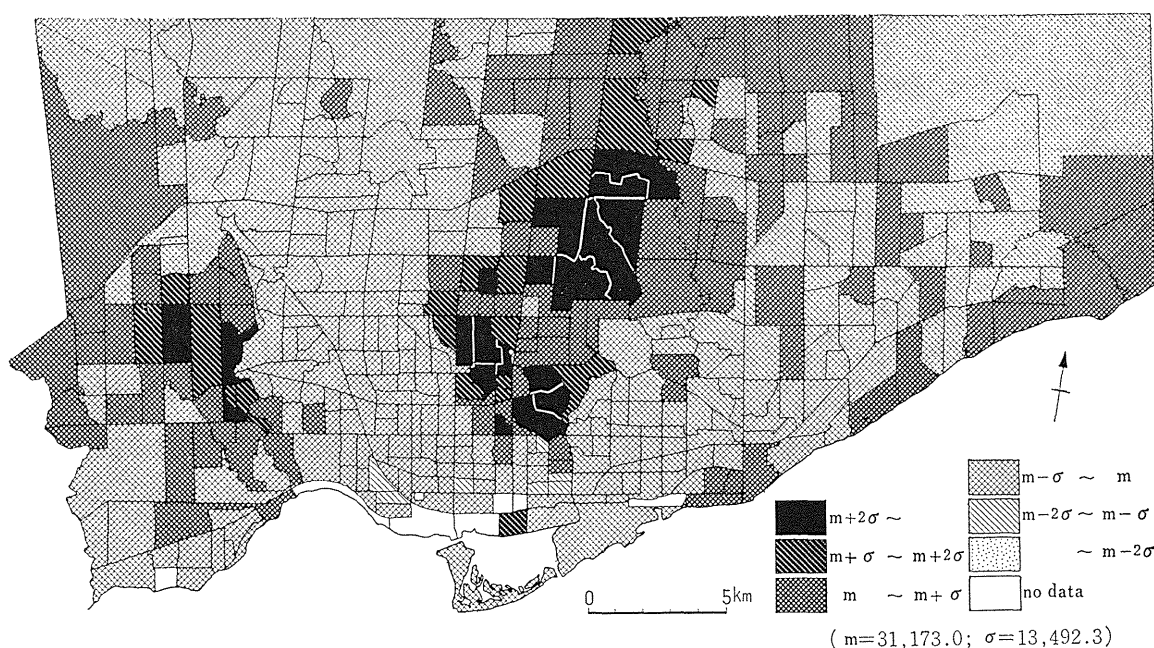 m+2σ ~
m+σ ~ m+2σ
m ~ m+σ
m−σ ~ m
m−2σ ~ m−σ
~ m−2σ
no data
0 5km
( m=31,173.0; σ=13,492.3)